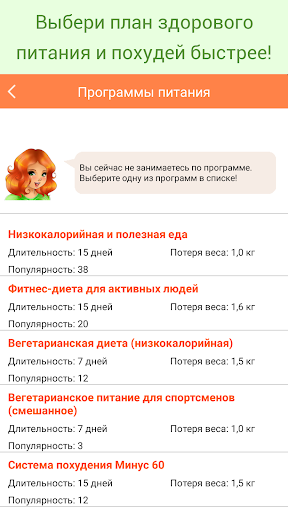 Выбери план здорового
питания и похудей быстрее!
Программы питания
Вы сейчас не занимаетесь по программе.
Выберите одну из программ в списке!
Низкокалорийная и полезная еда
Длительность: 15 дней Потеря веса: 1,0 кг
Популярность: 38
Фитнес-диета для активных людей
Длительность: 15 дней Потеря веса: 1,6 кг
Популярность: 20
Вегетарианская диета (низкокалорийная)
Длительность: 7 дней Потеря веса: 1,5 кг
Популярность: 12
Вегетарианское питание для спортсменов
(смешанное)
Длительность: 7 дней Потеря веса: 1,0 кг
Популярность: 3
Система похудения Минус 60
Длительность: 15 дней Потеря веса: 1,5 кг
Популярность: 12